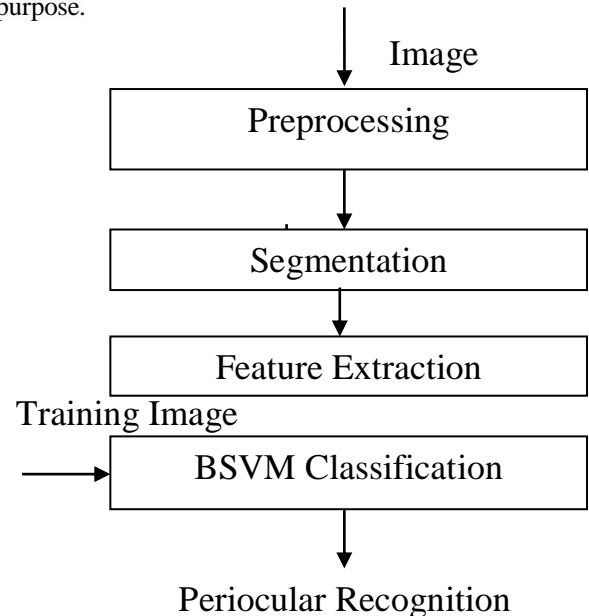 purpose.
Image
Preprocessing
Segmentation
Feature Extraction
Training Image
BSVM Classification
Periocular Recognition